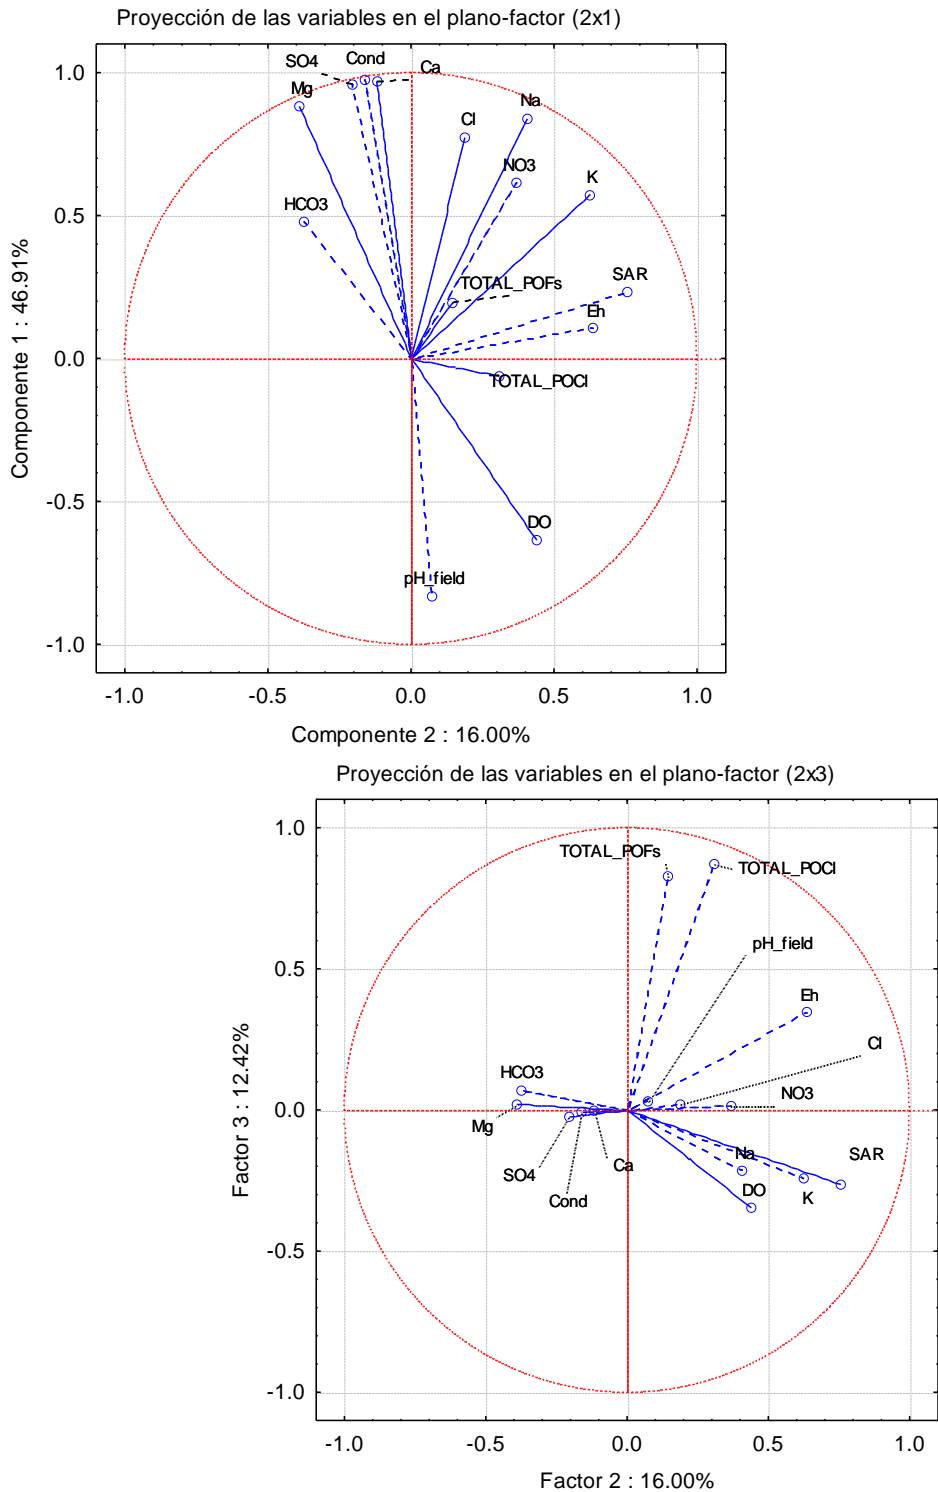 Proyección de las variables en el plano-factor (2x1)
1.0
SO4
Cond
Ca
Mg
Na
Cl
NO3
K
0.5
HCO3
SAR
TOTAL_POFs
Eh
0.0
TOTAL_POCl
Componente 1 : 46.91%
-0.5
DO
pH_field
-1.0
-1.0
-0.5
0.0
0.5
1.0
Componente 2 : 16.00%
Proyección de las variables en el plano-factor (2x3)
1.0
TOTAL_POFs
TOTAL_POCl
pH_field
0.5
Eh
Cl
HCO3
NO3
0.0
Mg
Na
SAR
SO4
Ca
DO
K
Cond
Factor 3 : 12.42%
-0.5
-1.0
-1.0
-0.5
0.0
0.5
1.0
Factor 2 : 16.00%